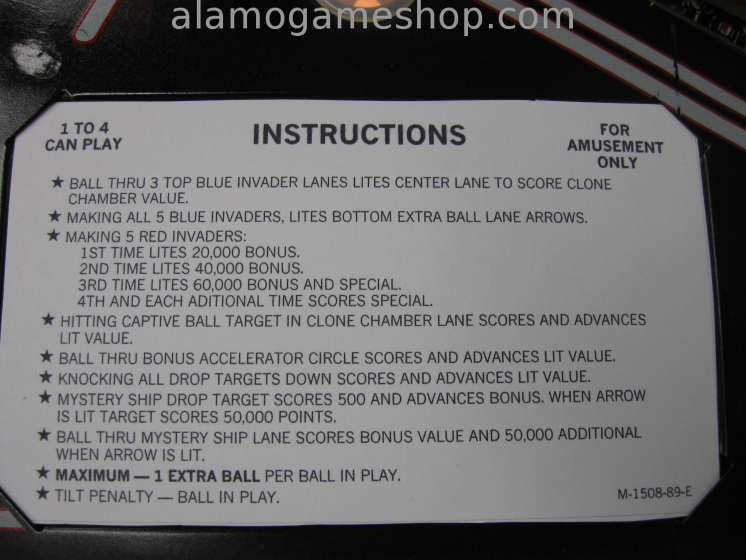 alamogameshop.com
1 TO 4
CAN PLAY
INSTRUCTIONS
FOR
AMUSEMENT
ONLY
★ BALL THRU 3 TOP BLUE INVADER LANES LITES CENTER LANE TO SCORE CLONE
CHAMBER VALUE.
★ MAKING ALL 5 BLUE INVADERS, LITES BOTTOM EXTRA BALL LANE ARROWS.
★ MAKING 5 RED INVADERS:
1ST TIME LITES 20,000 BONUS.
2ND TIME LITES 40,000 BONUS.
3RD TIME LITES 60,000 BONUS AND SPECIAL.
4TH AND EACH ADITIONAL TIME SCORES SPECIAL.
★ HITTING CAPTIVE BALL TARGET IN CLONE CHAMBER LANE SCORES AND ADVANCES
LIT VALUE.
★ BALL THRU BONUS ACCELERATOR CIRCLE SCORES AND ADVANCES LIT VALUE.
★ KNOCKING ALL DROP TARGETS DOWN SCORES AND ADVANCES LIT VALUE.
★ MYSTERY SHIP DROP TARGET SCORES 500 AND ADVANCES BONUS. WHEN ARROW
IS LIT TARGET SCORES 50,000 POINTS.
★ BALL THRU MYSTERY SHIP LANE SCORES BONUS VALUE AND 50,000 ADDITIONAL
WHEN ARROW IS LIT.
★ MAXIMUM — 1 EXTRA BALL PER BALL IN PLAY.
★ TILT PENALTY — BALL IN PLAY.
M-1508-89-E